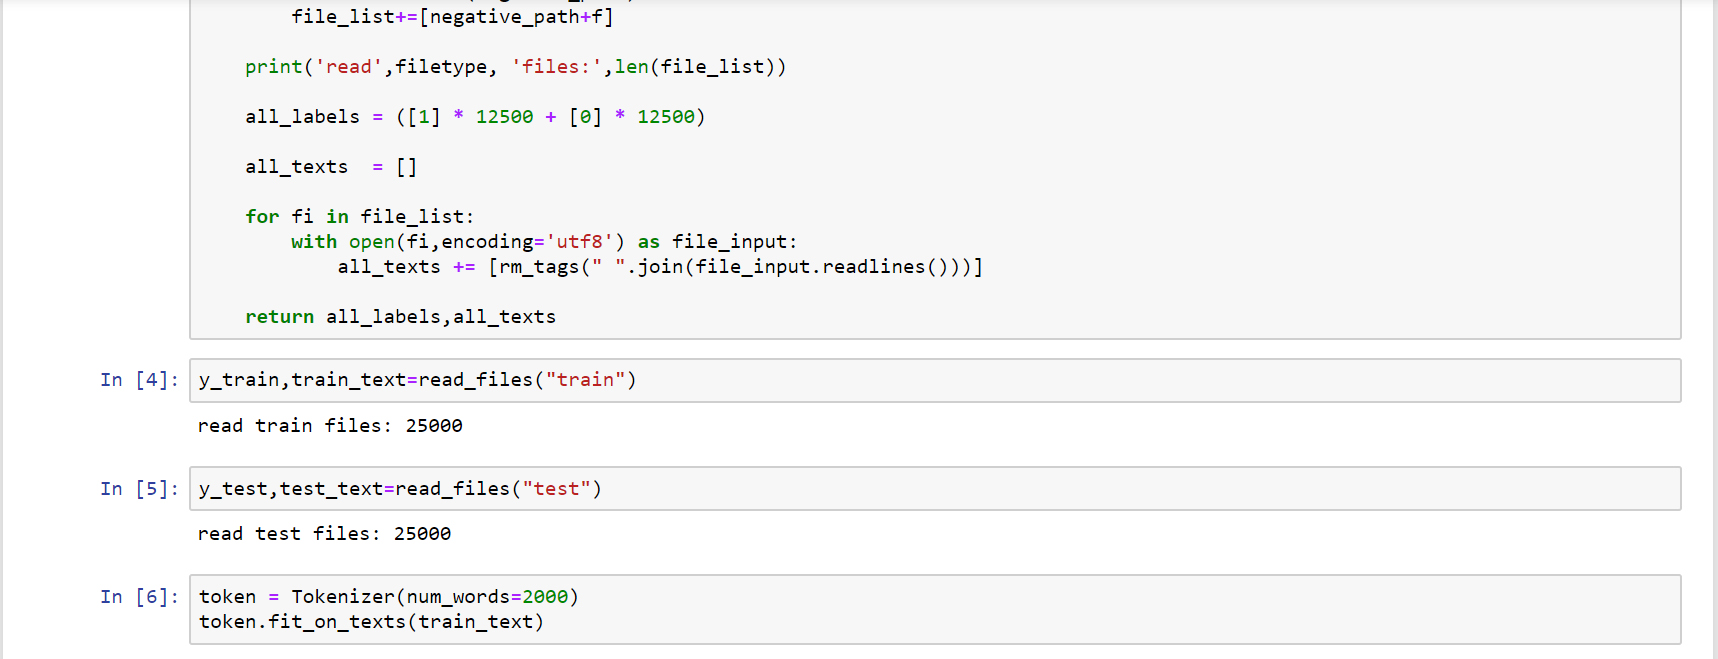 file_list+=[negative_path+f]
print('read',filetype, 'files:',len(file_list))
all_labels = ([1] * 12500 + [0] * 12500)
all_texts  = []
for fi in file_list:
with open(fi,encoding='utf8') as file_input:
all_texts += [rm_tags(" ".join(file_input.readlines()))]
return all_labels,all_texts
In [4]: y_train,train_text=read_files("train")
read train files: 25000
In [5]: y_test,test_text=read_files("test")
read test files: 25000
In [6]: token = Tokenizer(num_words=2000)
token.fit_on_texts(train_text)